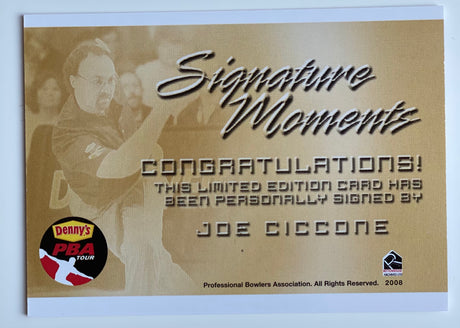 Signature
Moments
CONGRATULATIONS!
THIS LIMITED EDITION CARD HAS
BEEN PERSONALLY SIGNED BY
JOE CICCONE
Denny's
PBA
TOUR
Professional Bowlers Association. All Rights Reserved. 2008